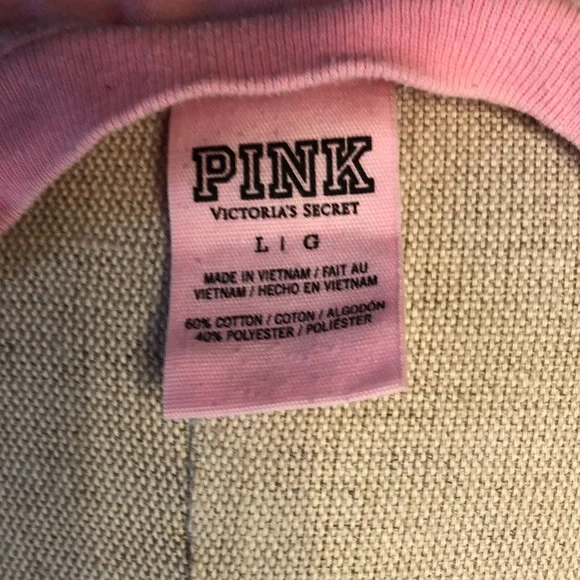 PINK
VICTORIA'S SECRET
L | G
MADE IN VIETNAM / FAIT AU
VIETNAM / HECHO EN VIETNAM
60% COTTON / COTON / ALGODÓN
40% POLYESTER / POLIÉSTER